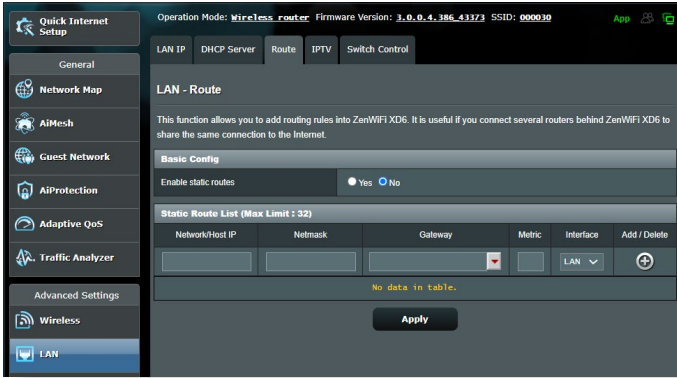 Quick Internet
Setup
General
Network Map
AiMesh
Guest Network
AiProtection
Adaptive QoS
Traffic Analyzer
Advanced Settings
Wireless
LAN
Operation Mode: Wireless router Firmware Version: 3.0.0.4.386_43373 SSID: 000030
App
LAN IP DHCP Server Route IPTV Switch Control
LAN - Route
This function allows you to add routing rules into ZenWiFi XD6. It is useful if you connect several routers behind ZenWiFi XD6 to
share the same connection to the Internet.
Basic Config
Enable static routes Yes No
Static Route List (Max Limit : 32)
Network/Host IP Netmask Gateway Metric Interface Add / Delete
LAN
No data in table.
Apply